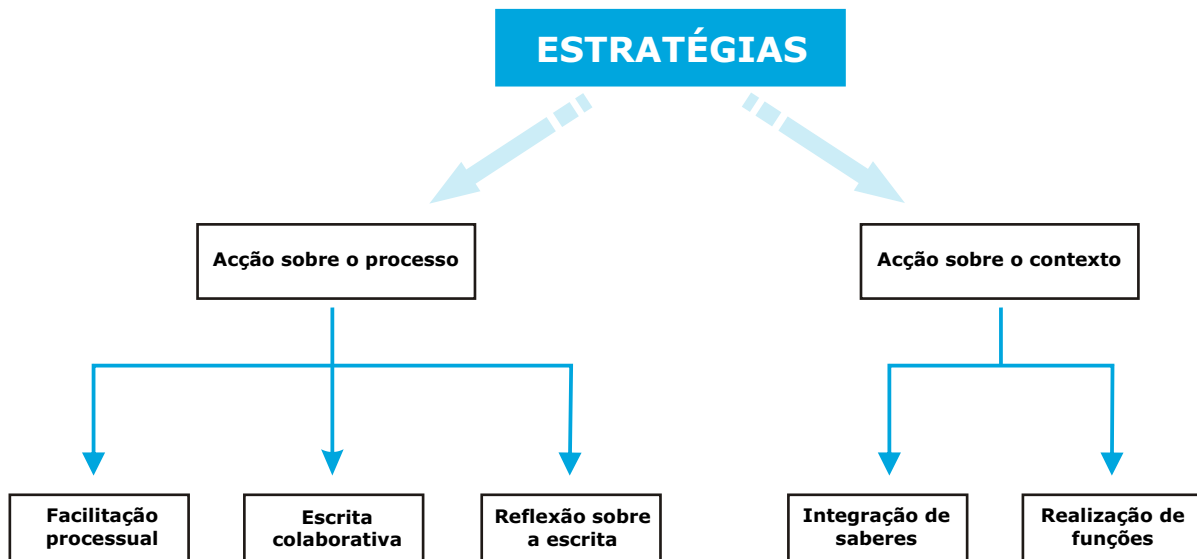 ESTRATÉGIAS
Acção sobre o processo
Acção sobre o contexto
Facilitação
processual
Escrita
colaborativa
Reflexão sobre
a escrita
Integração de
saberes
Realização de
funções